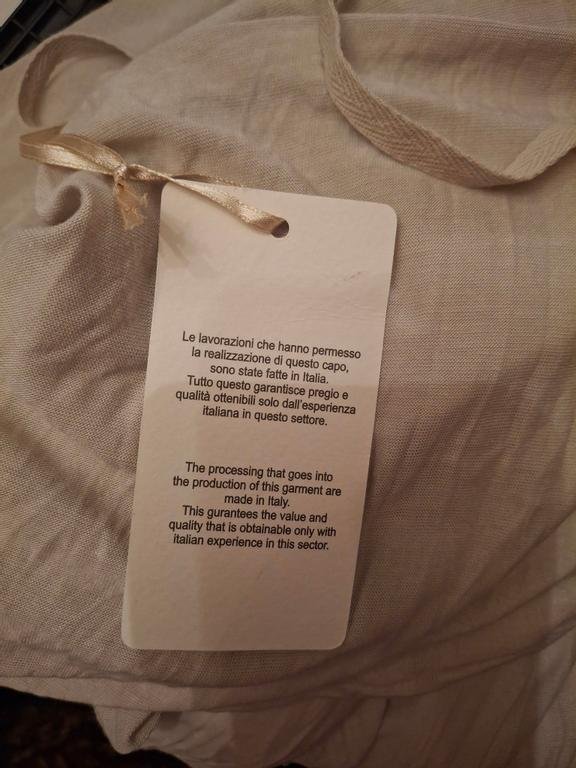 Le lavorazioni che hanno permesso
la realizzazione di questo capo,
sono state fatte in Italia.
Tutto questo garantisce pregio e
qualità ottenibili solo dall'esperienza
italiana in questo settore.
The processing that goes into
the production of this garment are
made in Italy.
This gurantees the value and
quality that is obtainable only with
italian experience in this sector.